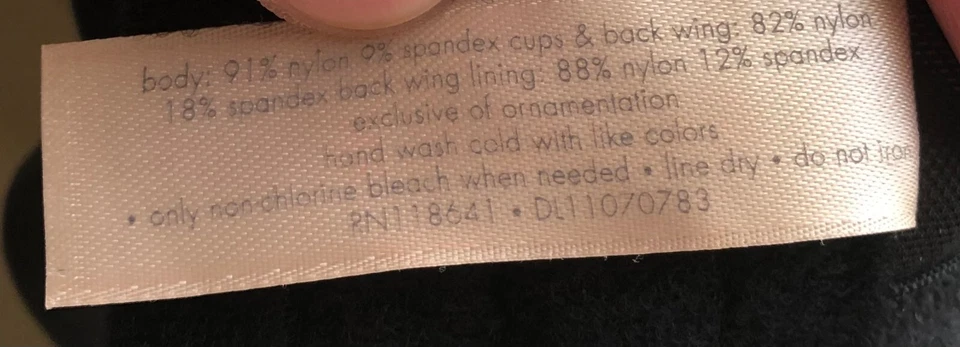 body: 91% nylon 9% spandex cups & back wing: 82% nylon
18% spandex back wing lining: 88% nylon 12% spandex
exclusive of ornamentation
hand wash cold with like colors
• only non-chlorine bleach when needed • line dry • do not iron
RN118641 • DL11070783